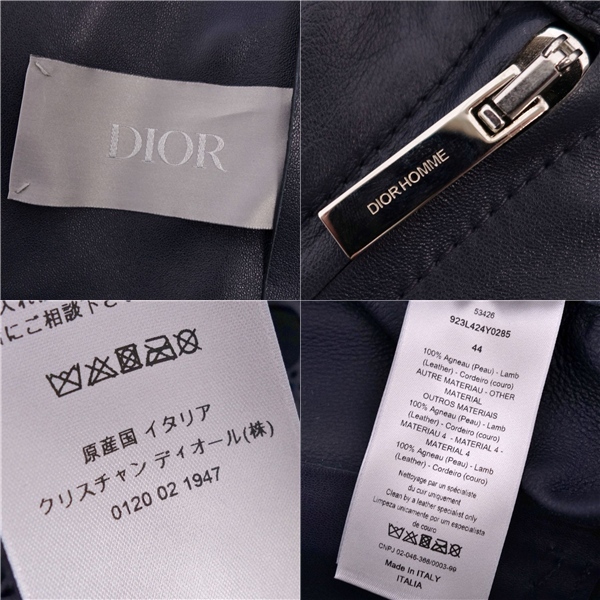 DIOR
DIOR HOMME
にご相談下さ
原産国 イタリア
クリスチャン ディオール(株)
0120 02 1947
53426
923L424Y0285
44
100% Agneau (Peau) - Lamb
(Leather) - Cordeiro (couro)
AUTRE MATERIAU - OTHER
MATERIAL
OUTROS MATERIAIS
100% Agneau (Peau) - Lamb
(Leather) - Cordeiro (couro)
MATERIAU 4 - MATERIAL 4 -
MATERIAL 4
100% Agneau (Peau) - Lamb
(Leather) - Cordeiro (couro)
Nettoyage par un spécialiste
du cuir uniquement
Clean by a leather specialist only
Limpeza unicamente por um especialista
de couro
CNPJ 02-046-366/0003-99
Made in ITALY
ITALIA